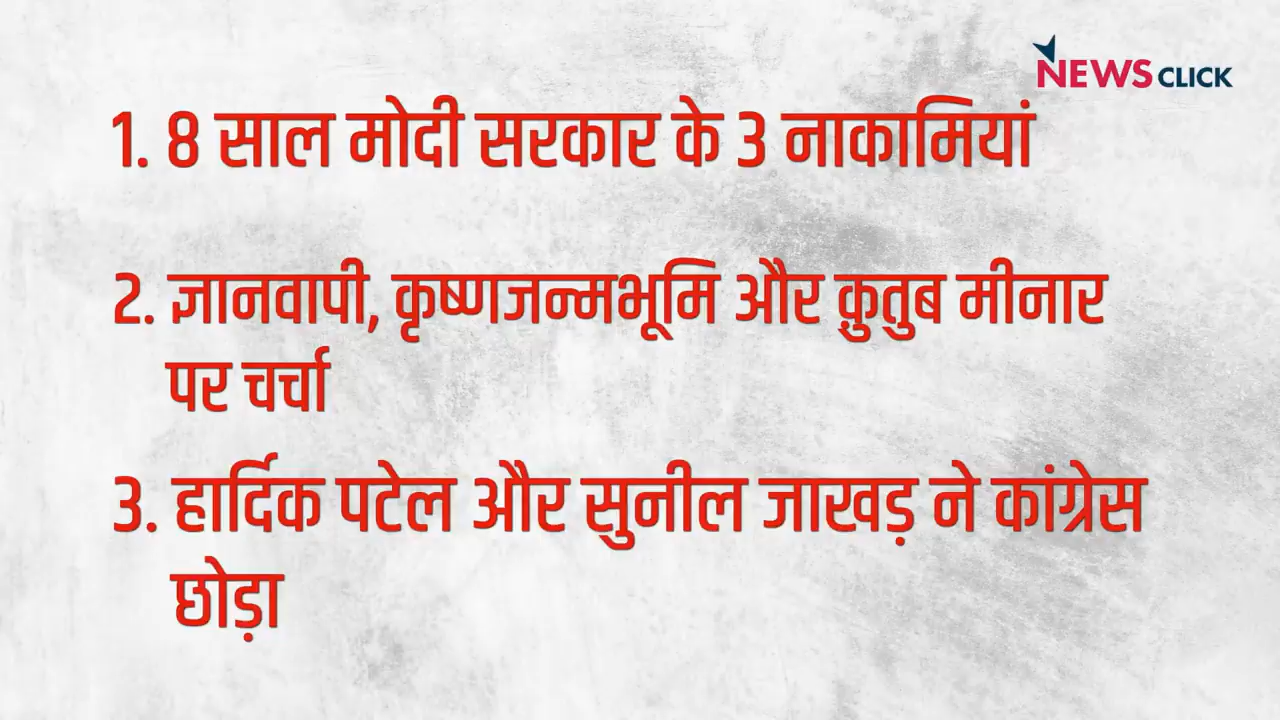 NEWS CLICK
1. 8 साल मोदी सरकार के 3 नाकामियां
2. ज्ञानवापी, कृष्णजन्मभूमि और क़ुतुब मीनार
पर चर्चा
3. हार्दिक पटेल और सुनील जाखड़ ने कांग्रेस
छोड़ा